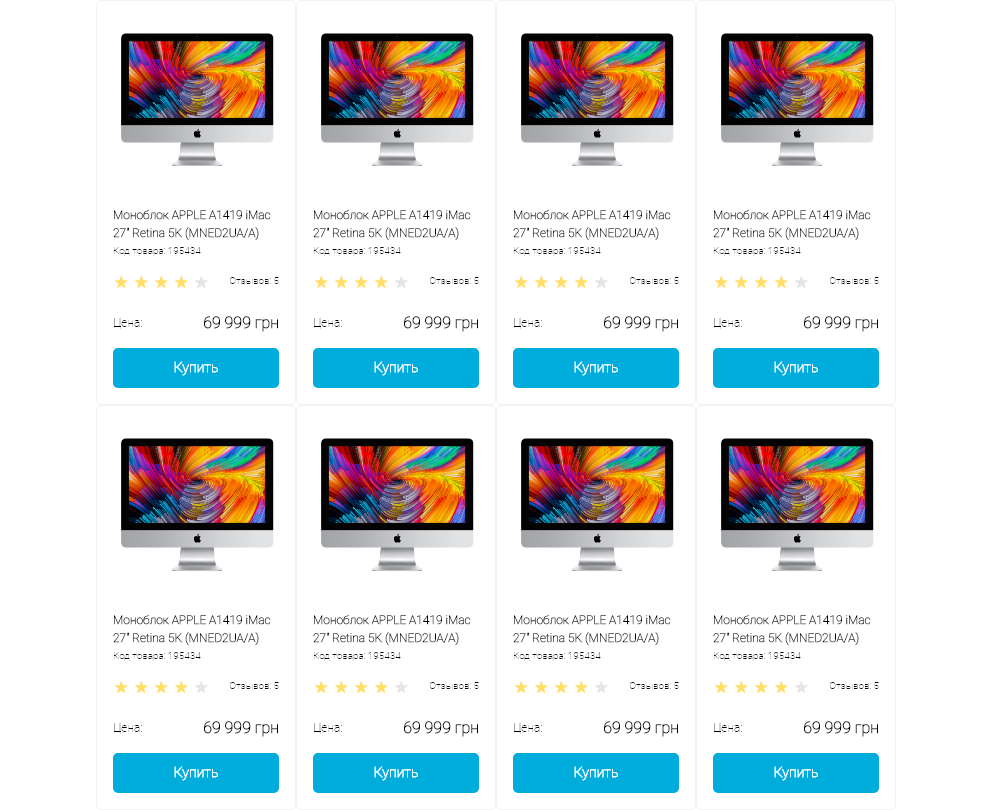 Моноблок APPLE A1419 iMac Моноблок APPLE A1419 iMac Моноблок APPLE A1419 iMac Моноблок APPLE A1419 iMac
27" Retina 5K (MNED2UA/A) 27" Retina 5K (MNED2UA/A) 27" Retina 5K (MNED2UA/A) 27" Retina 5K (MNED2UA/A)
Код товара: 195434 Код товара: 195434 Код товара: 195434 Код товара: 195434
Отзывов: 5 Отзывов: 5 Отзывов: 5 Отзывов: 5
Цена: 69 999 грн Цена: 69 999 грн Цена: 69 999 грн Цена: 69 999 грн
Купить Купить Купить Купить
Моноблок APPLE A1419 iMac Моноблок APPLE A1419 iMac Моноблок APPLE A1419 iMac Моноблок APPLE A1419 iMac
27" Retina 5K (MNED2UA/A) 27" Retina 5K (MNED2UA/A) 27" Retina 5K (MNED2UA/A) 27" Retina 5K (MNED2UA/A)
Код товара: 195434 Код товара: 195434 Код товара: 195434 Код товара: 195434
Отзывов: 5 Отзывов: 5 Отзывов: 5 Отзывов: 5
Цена: 69 999 грн Цена: 69 999 грн Цена: 69 999 грн Цена: 69 999 грн
Купить Купить Купить Купить